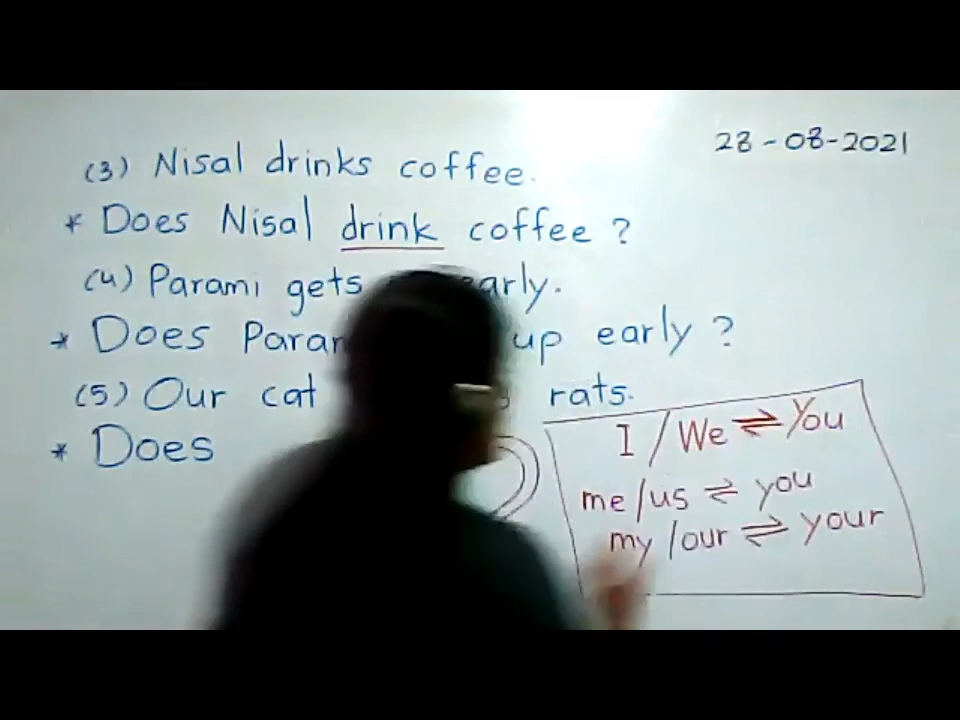 28-08-2021
(3) Nisal drinks coffee.
* Does Nisal drink coffee ?
(4) Parami gets early.
* Does up early ?
(5) Our cat rats.
* Does
I / We ⇌ You
me/us ⇌ you
my/our ⇌ your